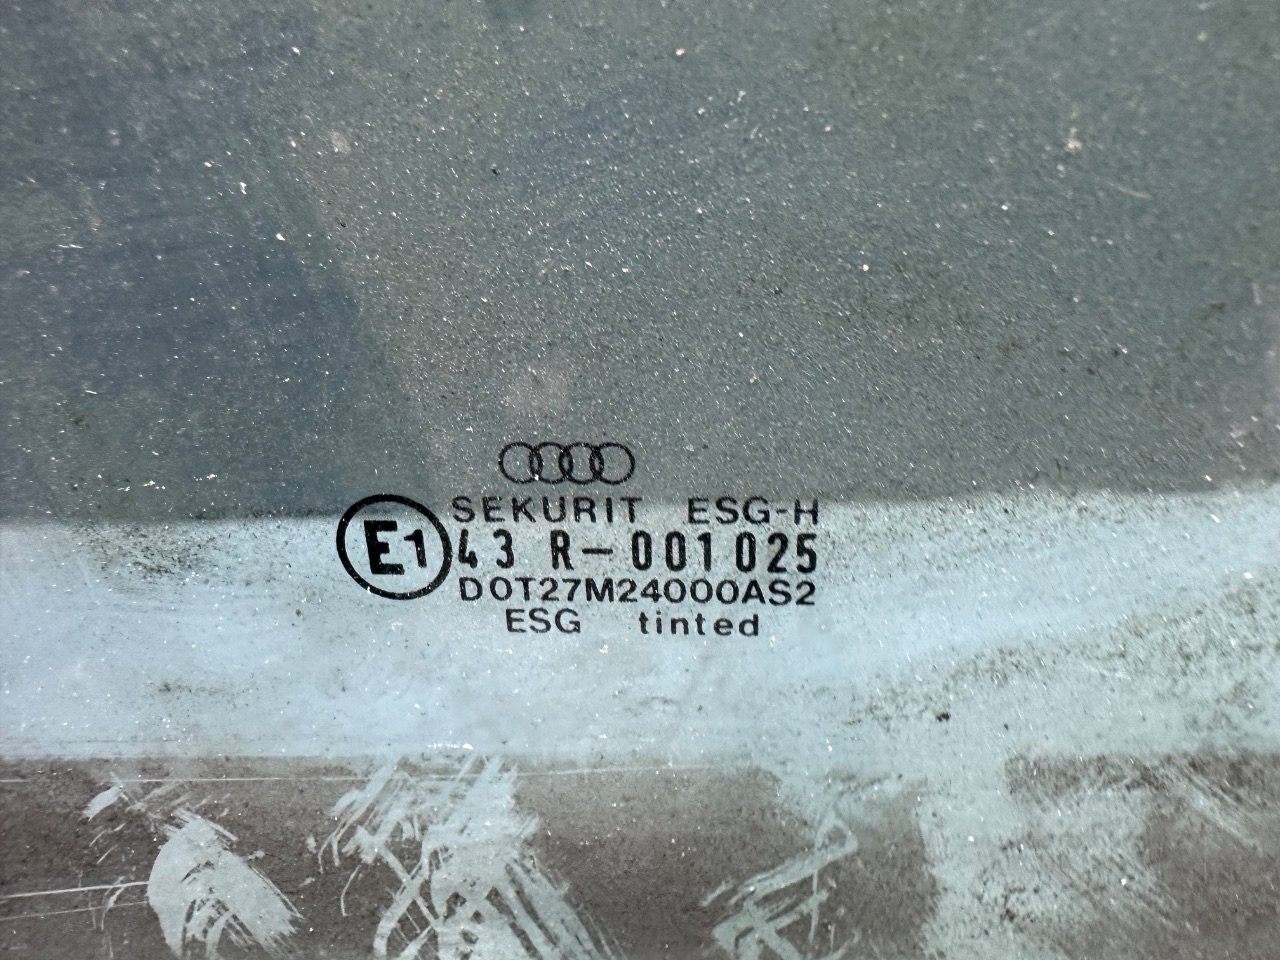 SEKURIT ESG-H
E1 43 R-001025
DOT27M24000AS2
ESG tinted